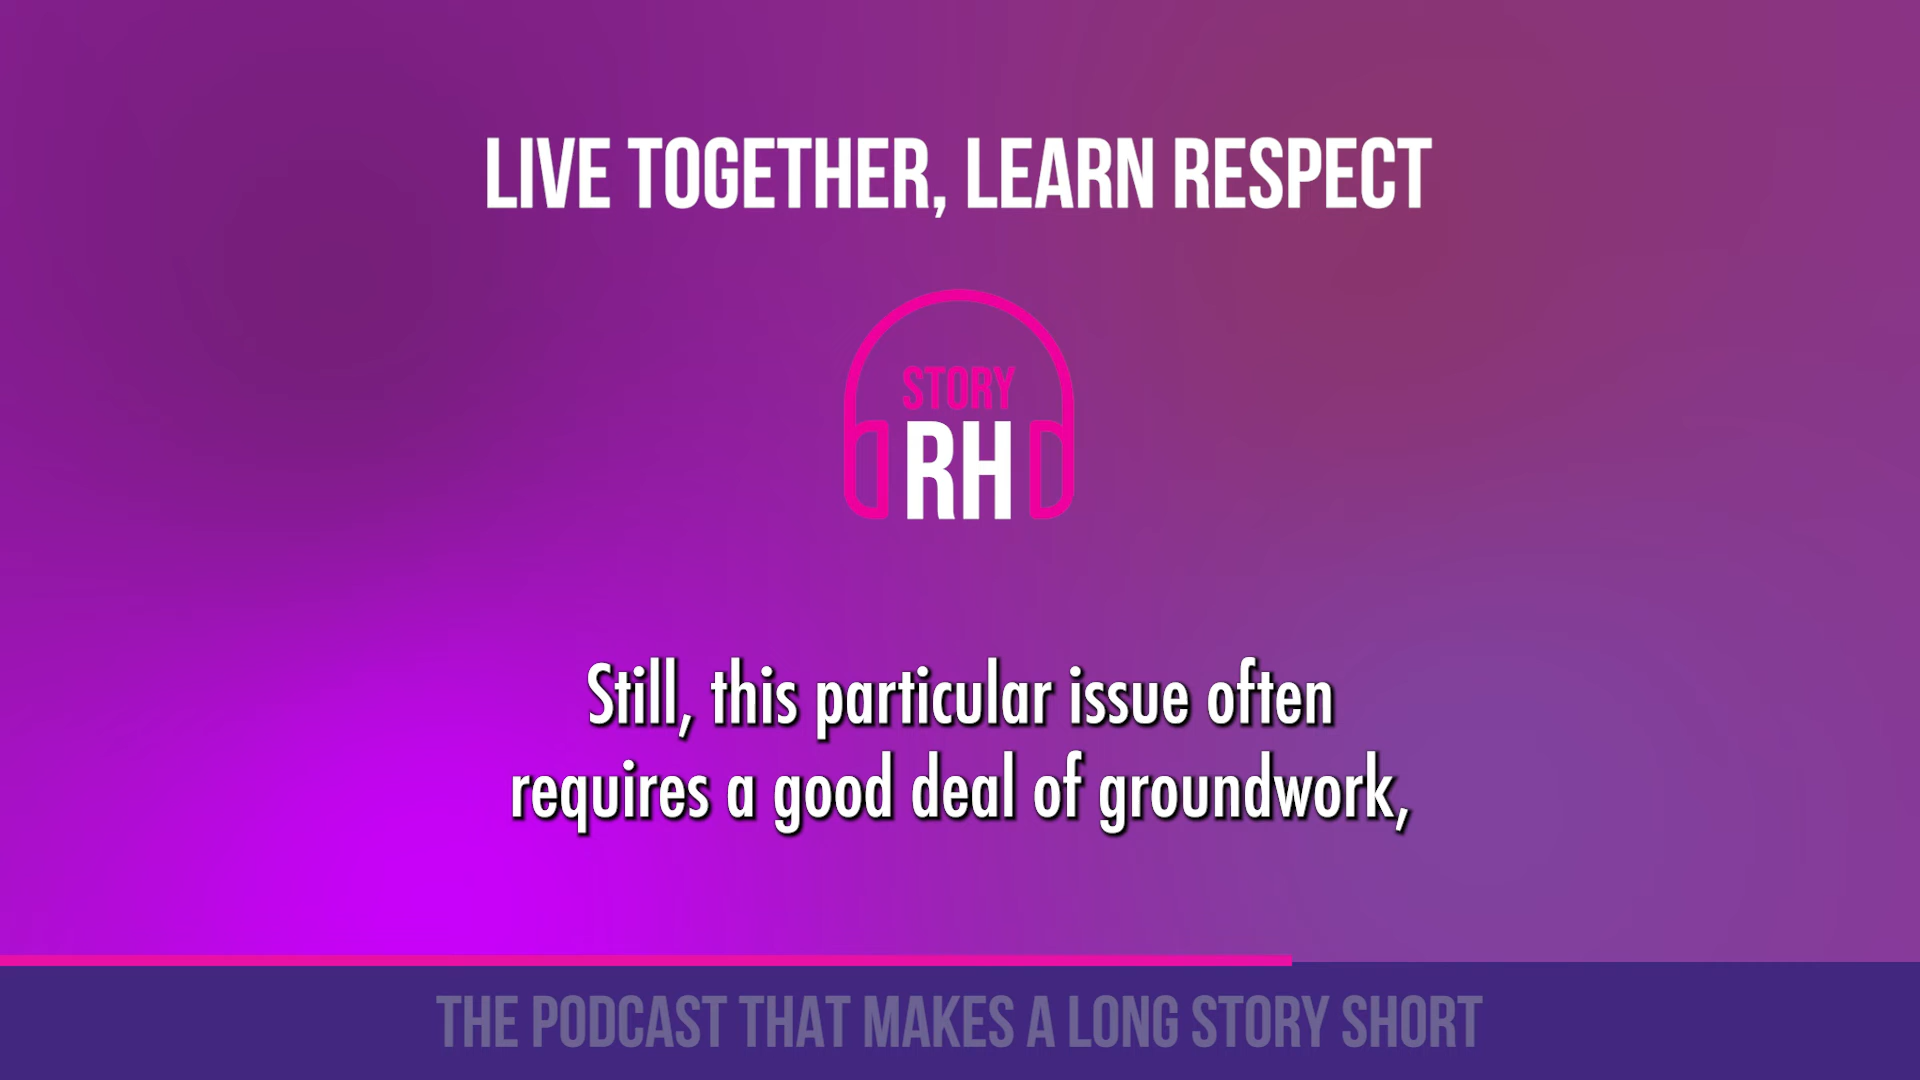 LIVE TOGETHER, LEARN RESPECT
STORY
RH
Still, this particular issue often
requires a good deal of groundwork,
THE PODCAST THAT MAKES A LONG STORY SHORT